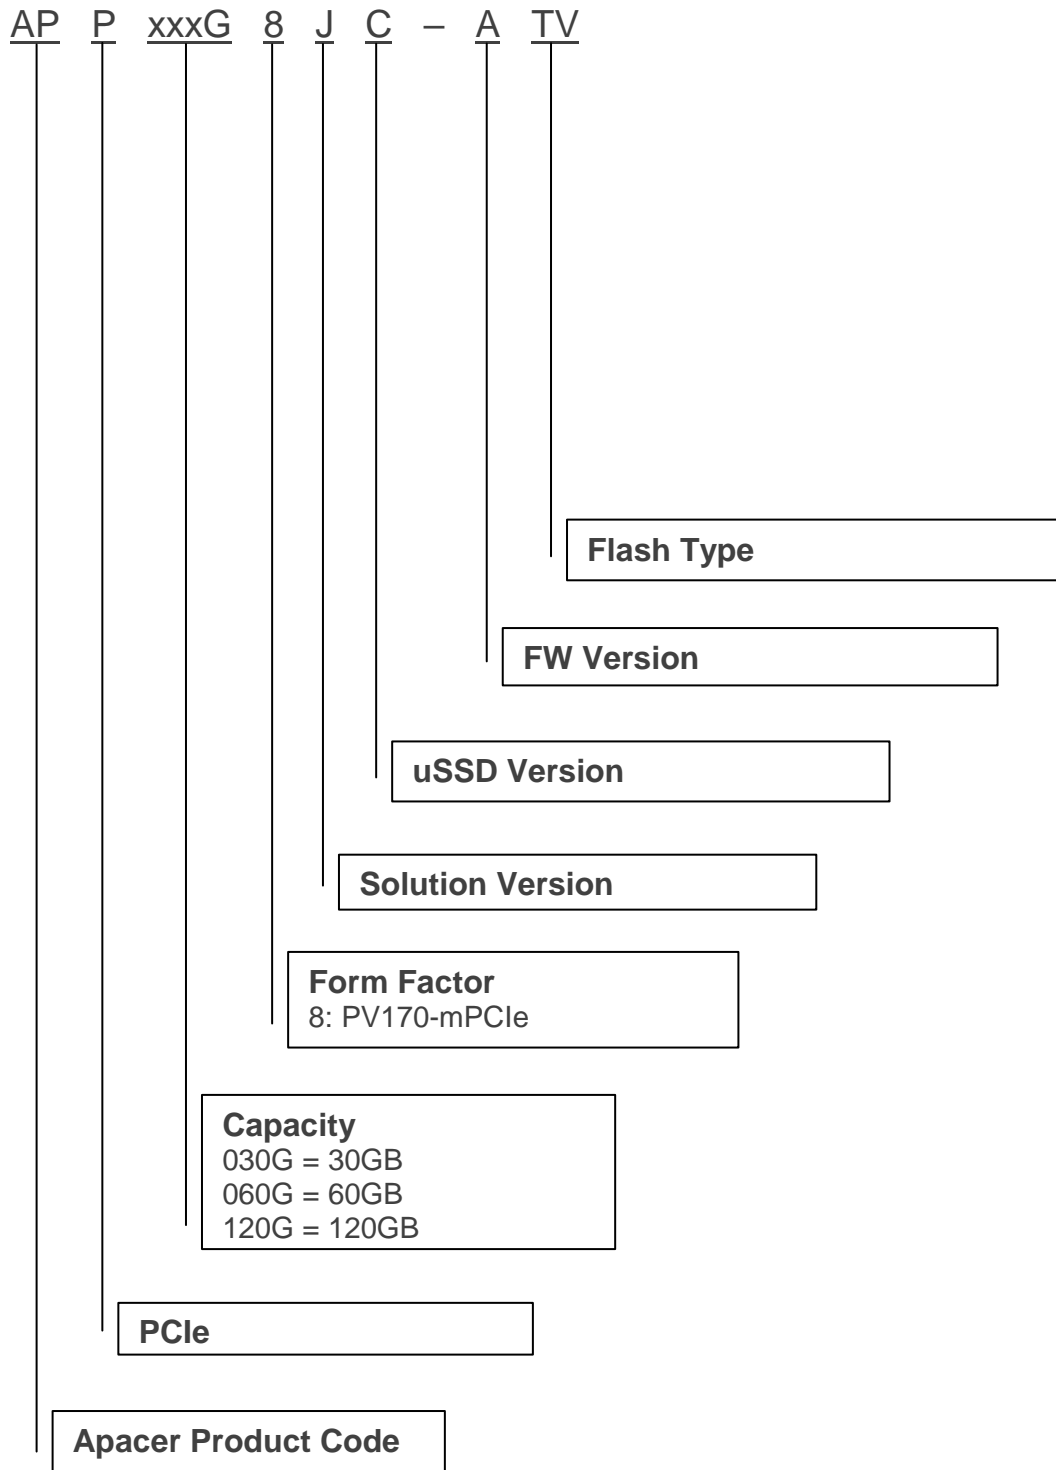 AP P xxxG 8 J C – A TV
Flash Type
FW Version
uSSD Version
Solution Version
Form Factor
8: PV170-mPCIe
Capacity
030G = 30GB
060G = 60GB
120G = 120GB
PCIe
Apacer Product Code